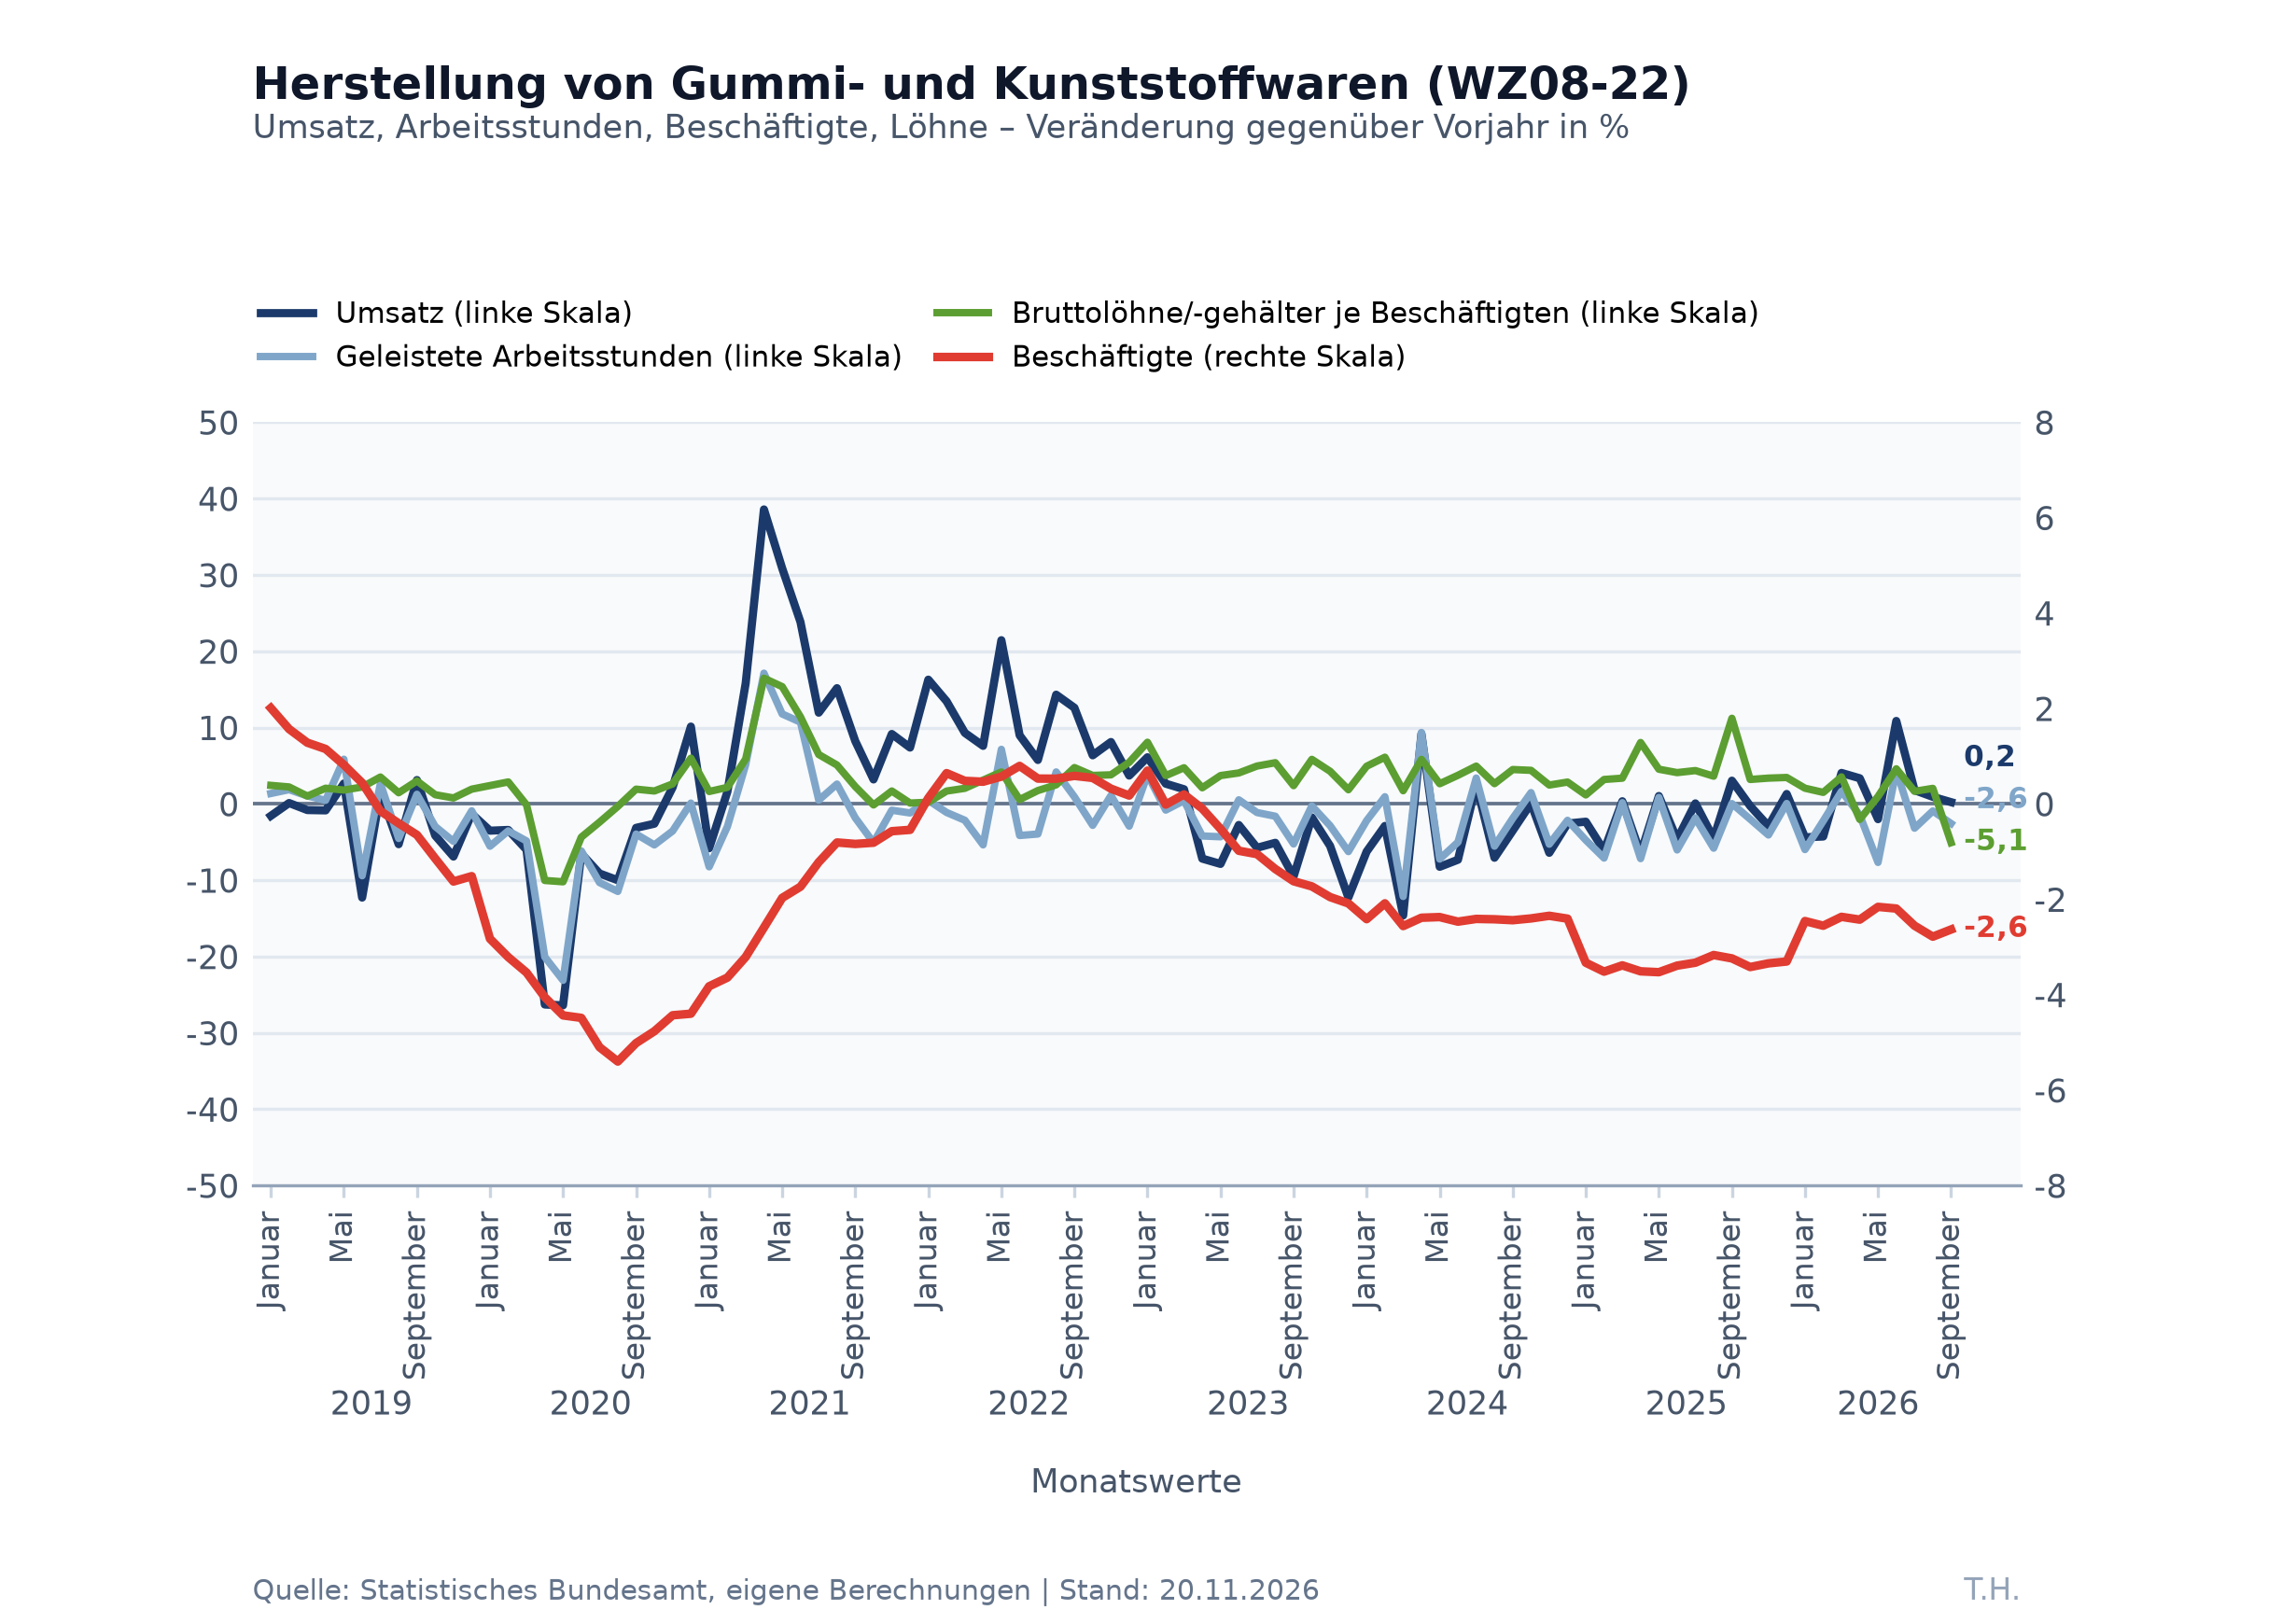 Herstellung von Gummi- und Kunststoffwaren (WZ08-22)
Umsatz, Arbeitsstunden, Beschäftigte, Löhne – Veränderung gegenüber Vorjahr in %
Umsatz (linke Skala)
Geleistete Arbeitsstunden (linke Skala)
Bruttolöhne/-gehälter je Beschäftigten (linke Skala)
Beschäftigte (rechte Skala)
50
40
30
20
10
0
-10
-20
-30
-40
-50
8
6
4
2
0
-2
-4
-6
-8
0,2
-2,6
-5,1
-2,6
Januar
Mai
September
Januar
Mai
September
Januar
Mai
September
Januar
Mai
September
Januar
Mai
September
Januar
Mai
September
Januar
Mai
September
Januar
Mai
September
2019
2020
2021
2022
2023
2024
2025
2026
Monatswerte
Quelle: Statistisches Bundesamt, eigene Berechnungen | Stand: 20.11.2026
T.H.